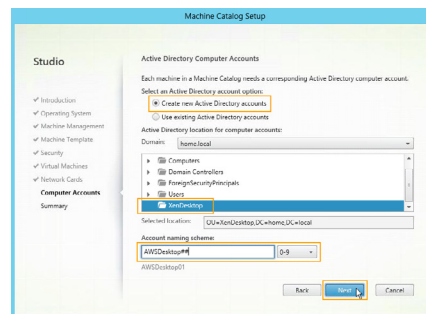 Machine Catalog Setup
Studio
Introduction
Operating System
Machine Management
Machine Template
Security
Virtual Machines
Network Cards
Computer Accounts
Summary
Active Directory Computer Accounts
Each machine in a Machine Catalog needs a corresponding Active Directory computer account.
Select an Active Directory account option:
Create new Active Directory accounts
Use existing Active Directory accounts
Active Directory location for computer accounts:
Domain: home.local
Computers
Domain Controllers
ForeignSecurityPrincipals
Users
XenDesktop
Selected location: OU=XenDesktop,DC=home,DC=local
Account naming scheme:
AWSDesktop## 0-9
AWSDesktop01
Back Next Cancel